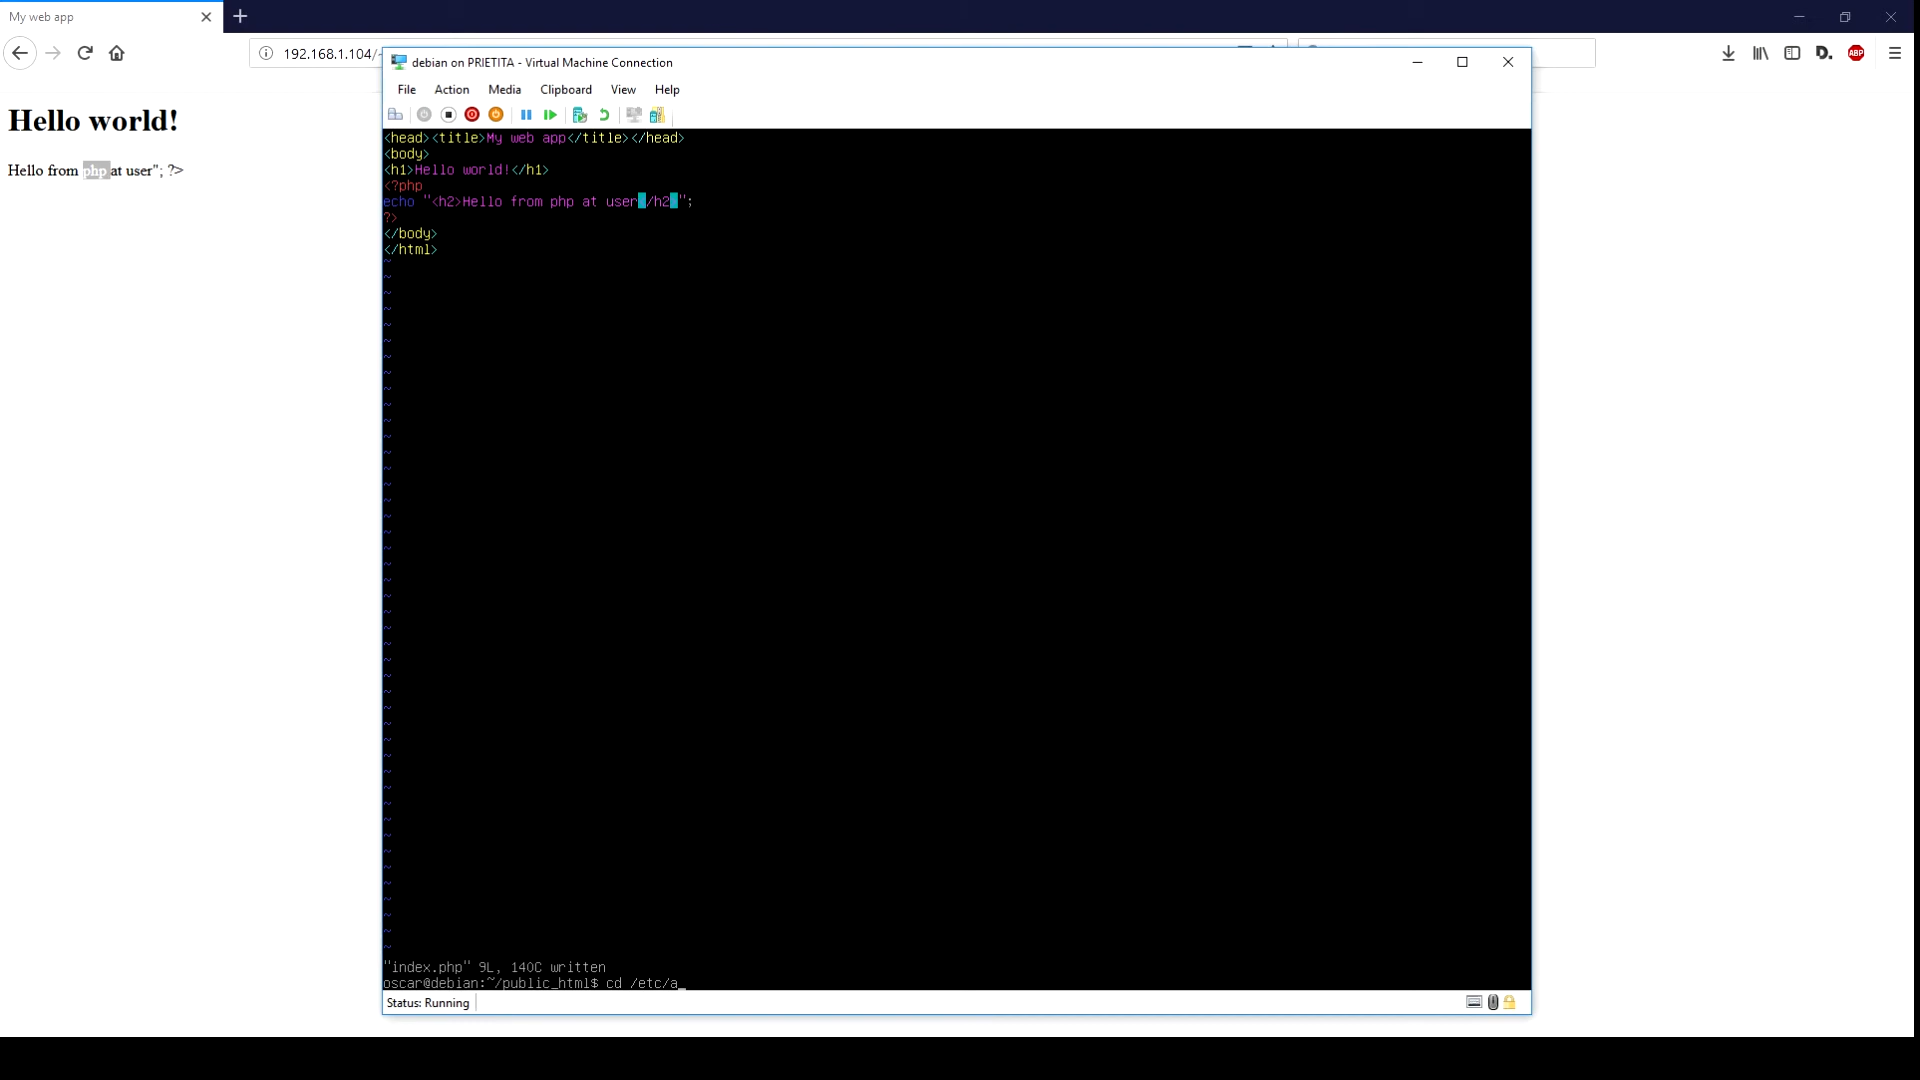 My web app
192.168.1.104/~
ABP
Hello world!
Hello from php at user"; ?>
debian on PRIETITA - Virtual Machine Connection
File Action Media Clipboard View Help
<head><title>My web app</title></head>
<body>
<h1>Hello world!</h1>
<?php
echo "<h2>Hello from php at user</h2>";
?>
</body>
</html>
"index.php" 9L, 140C written
oscar@debian:~/public_html$ cd /etc/a_
Status: Running